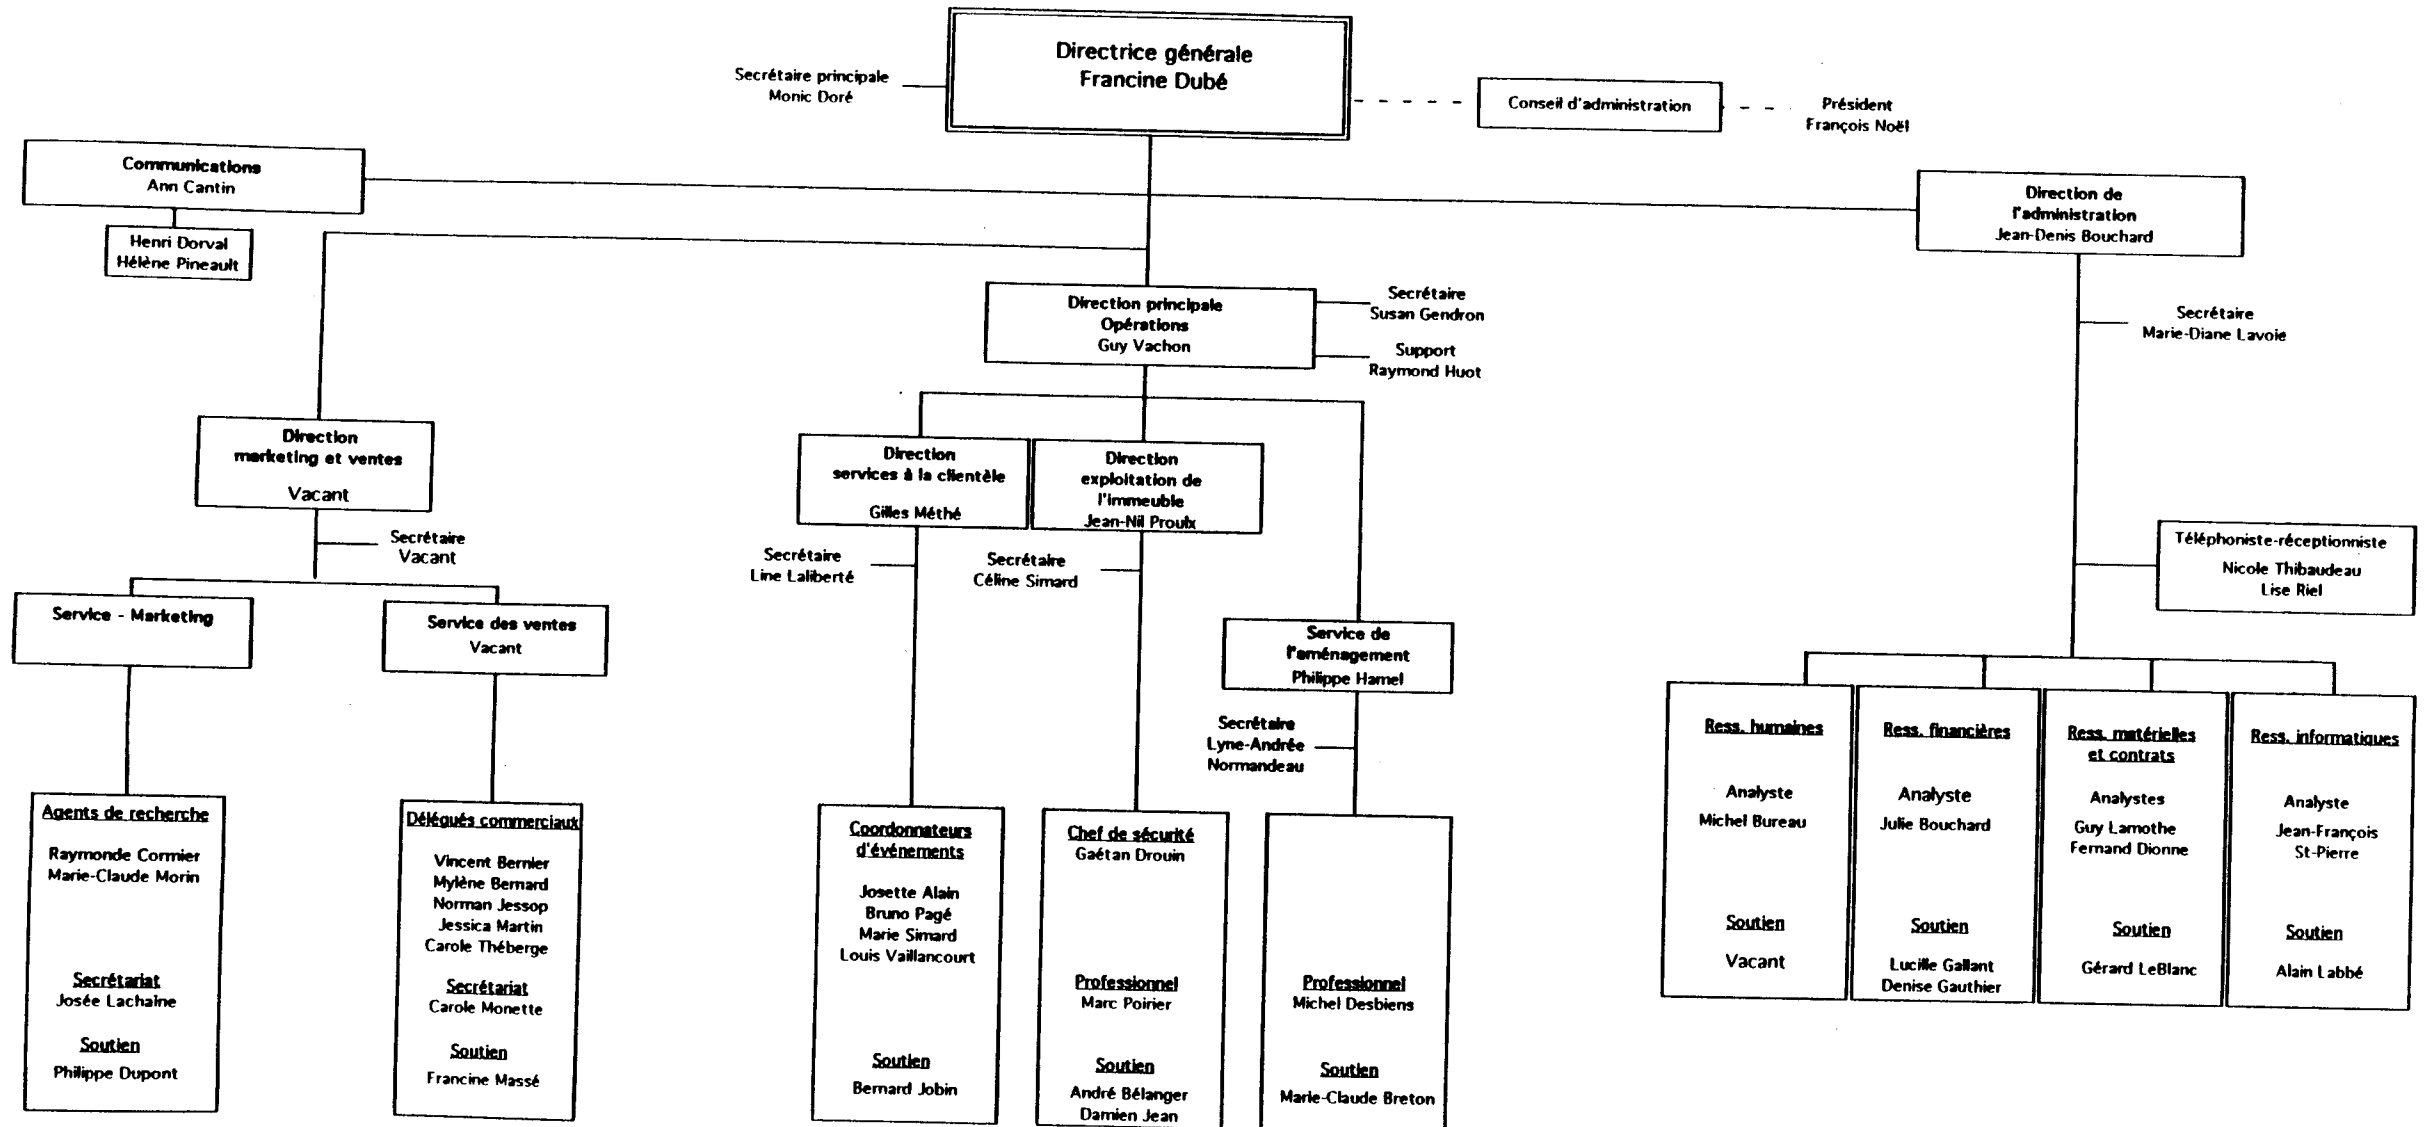 Directrice générale
Francine Dubé
Secrétaire principale
Monic Doré
Conseil d'administration
Président
François Noël
Communications
Ann Cantin
Henri Dorval
Hélène Pineault
Direction de
l'administration
Jean-Denis Bouchard
Direction principale
Opérations
Guy Vachon
Secrétaire
Susan Gendron
Support
Raymond Huot
Secrétaire
Marie-Diane Lavoie
Direction
marketing et ventes
Vacant
Secrétaire
Vacant
Direction
services à la clientèle
Gilles Méthé
Direction
exploitation de
l'immeuble
Jean-Nil Proulx
Secrétaire
Line Laliberté
Secrétaire
Céline Simard
Téléphoniste-réceptionniste
Nicole Thibaudeau
Lise Riel
Service - Marketing
Service des ventes
Vacant
Service de
l'aménagement
Philippe Hamel
Secrétaire
Lyne-Andrée
Normandeau
Agents de recherche
Raymonde Cormier
Marie-Claude Morin
Secrétariat
Josée Lachaîne
Soutien
Philippe Dupont
Délégués commerciaux
Vincent Bernier
Mylène Bernard
Norman Jessop
Jessica Martin
Carole Théberge
Secrétariat
Carole Monette
Soutien
Francine Massé
Coordonnateurs
d'événements
Josette Alain
Bruno Pagé
Marie Simard
Louis Vaillancourt
Soutien
Bernard Jobin
Chef de sécurité
Gaétan Drouin
Professionnel
Marc Poirier
Soutien
André Bélanger
Damien Jean
Professionnel
Michel Desbiens
Soutien
Marie-Claude Breton
Ress. humaines
Analyste
Michel Bureau
Soutien
Vacant
Ress. financières
Analyste
Julie Bouchard
Soutien
Lucille Gallant
Denise Gauthier
Ress. matérielles
et contrats
Analystes
Guy Lamothe
Fernand Dionne
Soutien
Gérard LeBlanc
Ress. informatiques
Analyste
Jean-François
St-Pierre
Soutien
Alain Labbé